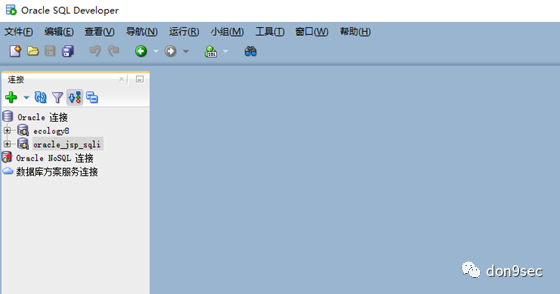 Oracle SQL Developer
文件(F) 编辑(E) 查看(V) 导航(N) 运行(R) 小组(M) 工具(T) 窗口(W) 帮助(H)
连接
Oracle 连接
ecology8
oracle_jsp_sqli
Oracle NoSQL 连接
数据库方案服务连接
don9sec